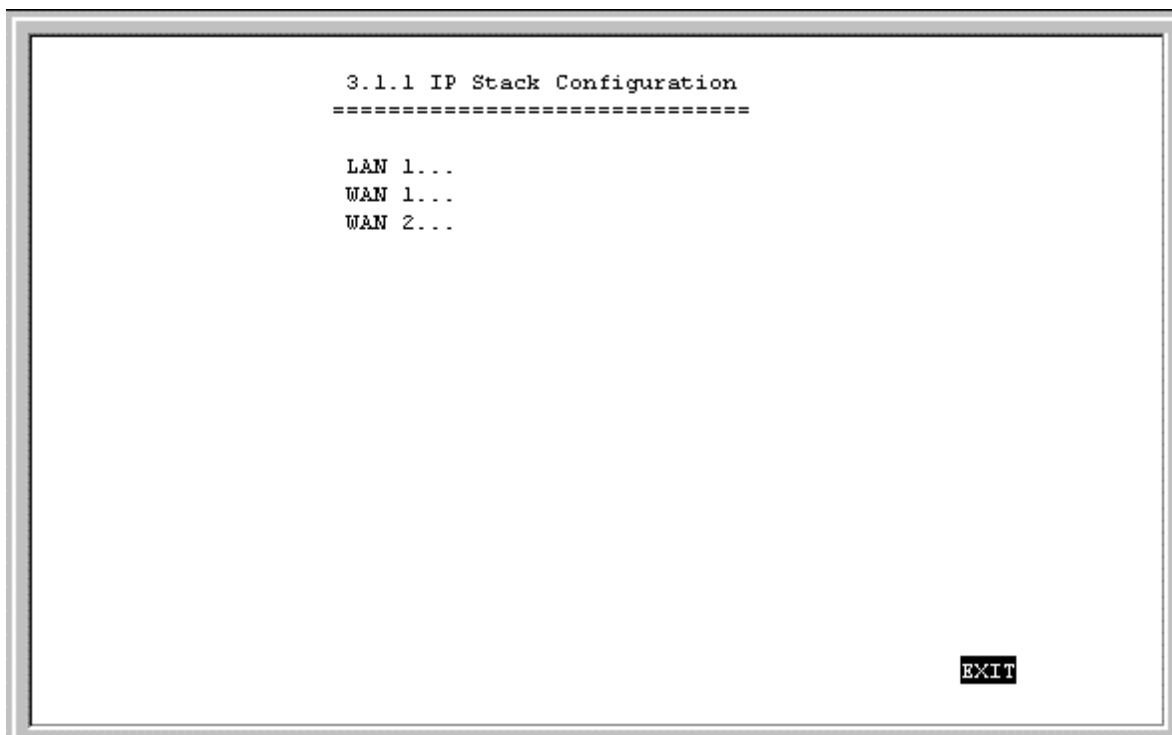 3.1.1 IP Stack Configuration
==============================
LAN 1...
WAN 1...
WAN 2...
EXIT